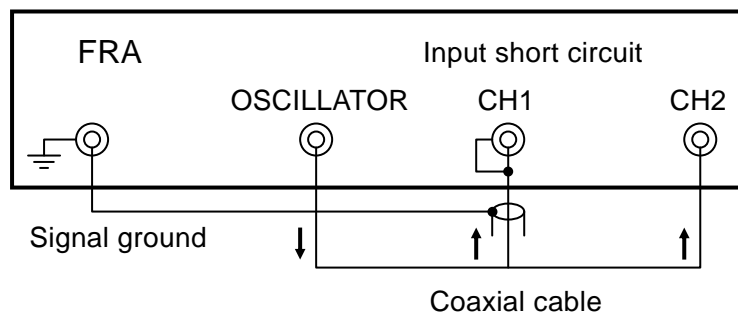 FRA
Input short circuit
OSCILLATOR
CH1
CH2
Signal ground
Coaxial cable